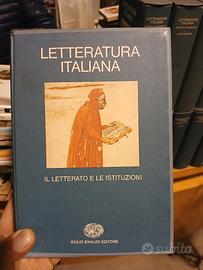 LETTERATURA
ITALIANA
IL LETTERATO E LE ISTITUZIONI
GIULIO EINAUDI EDITORE
subito